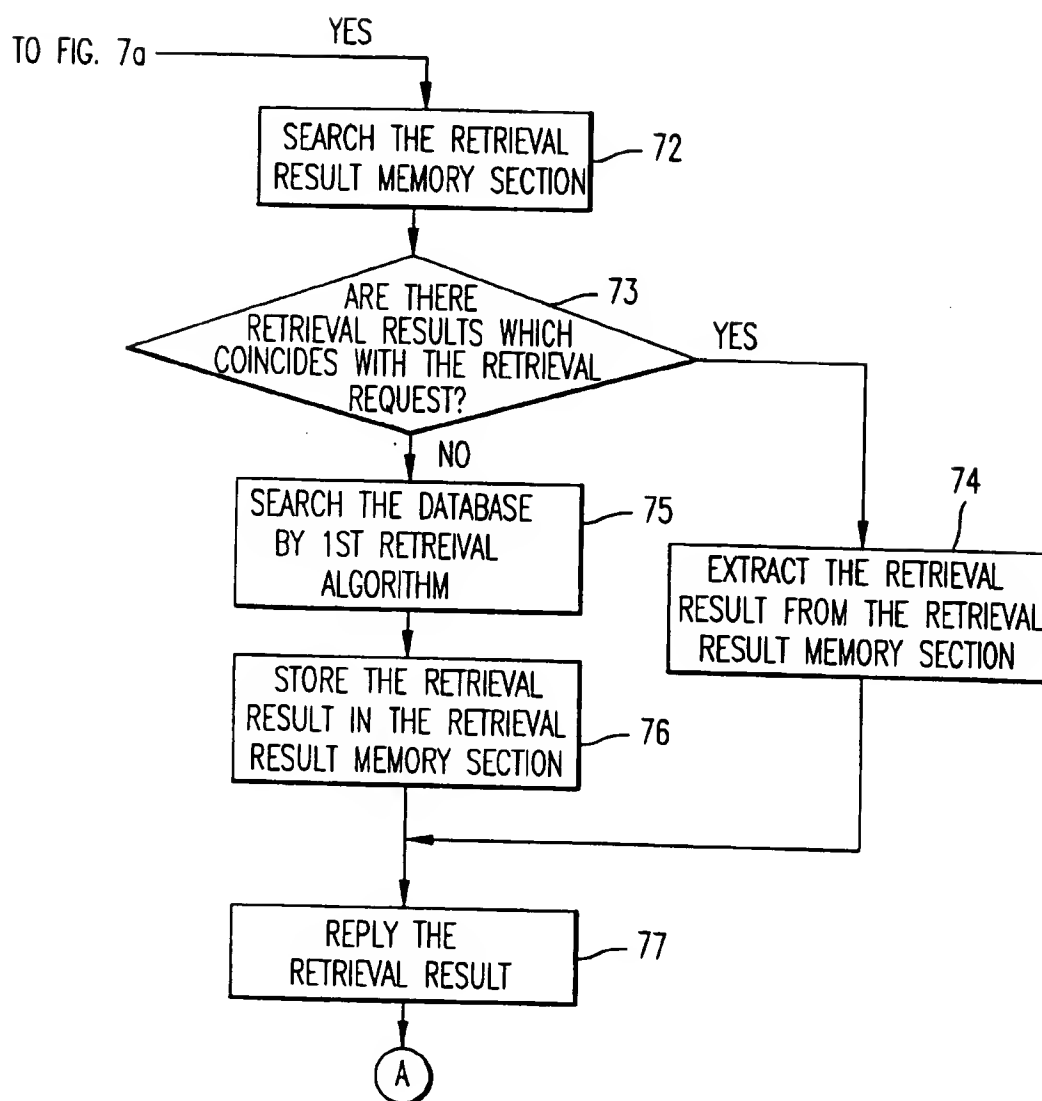 YES
TO FIG. 7a
SEARCH THE RETRIEVAL
RESULT MEMORY SECTION
72
ARE THERE
RETRIEVAL RESULTS WHICH
COINCIDES WITH THE RETRIEVAL
REQUEST?
73
YES
NO
SEARCH THE DATABASE
BY 1ST RETREIVAL
ALGORITHM
75
74
EXTRACT THE RETRIEVAL
RESULT FROM THE RETRIEVAL
RESULT MEMORY SECTION
STORE THE RETRIEVAL
RESULT IN THE RETRIEVAL
RESULT MEMORY SECTION
76
REPLY THE
RETRIEVAL RESULT
77
A